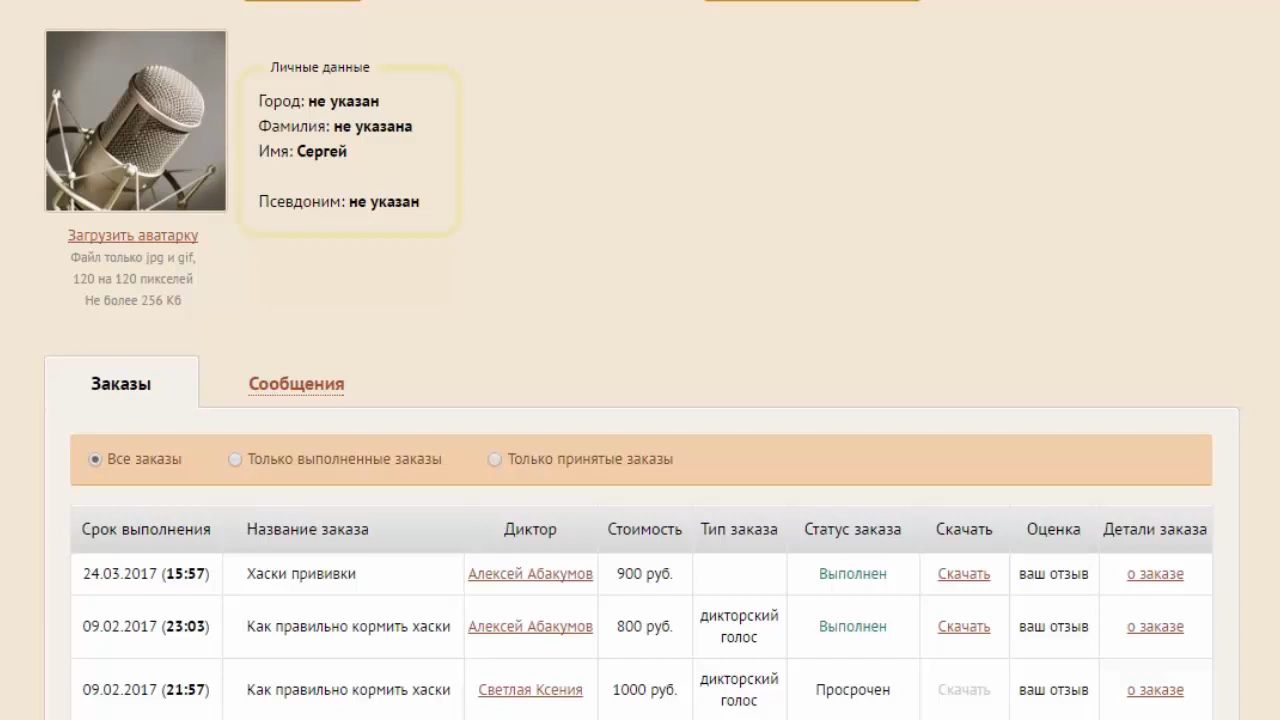 Личные данные
Город: не указан
Фамилия: не указана
Имя: Сергей
Псевдоним: не указан
Загрузить аватарку
Файл только jpg и gif,
120 на 120 пикселей
Не более 256 Кб
Заказы Сообщения
Все заказы Только выполненные заказы Только принятые заказы
Срок выполнения Название заказа Диктор Стоимость Тип заказа Статус заказа Скачать Оценка Детали заказа
24.03.2017 (15:57) Хаски прививки Алексей Абакумов 900 руб. Выполнен Скачать ваш отзыв о заказе
09.02.2017 (23:03) Как правильно кормить хаски Алексей Абакумов 800 руб. дикторский голос Выполнен Скачать ваш отзыв о заказе
09.02.2017 (21:57) Как правильно кормить хаски Светлая Ксения 1000 руб. дикторский голос Просрочен Скачать ваш отзыв о заказе